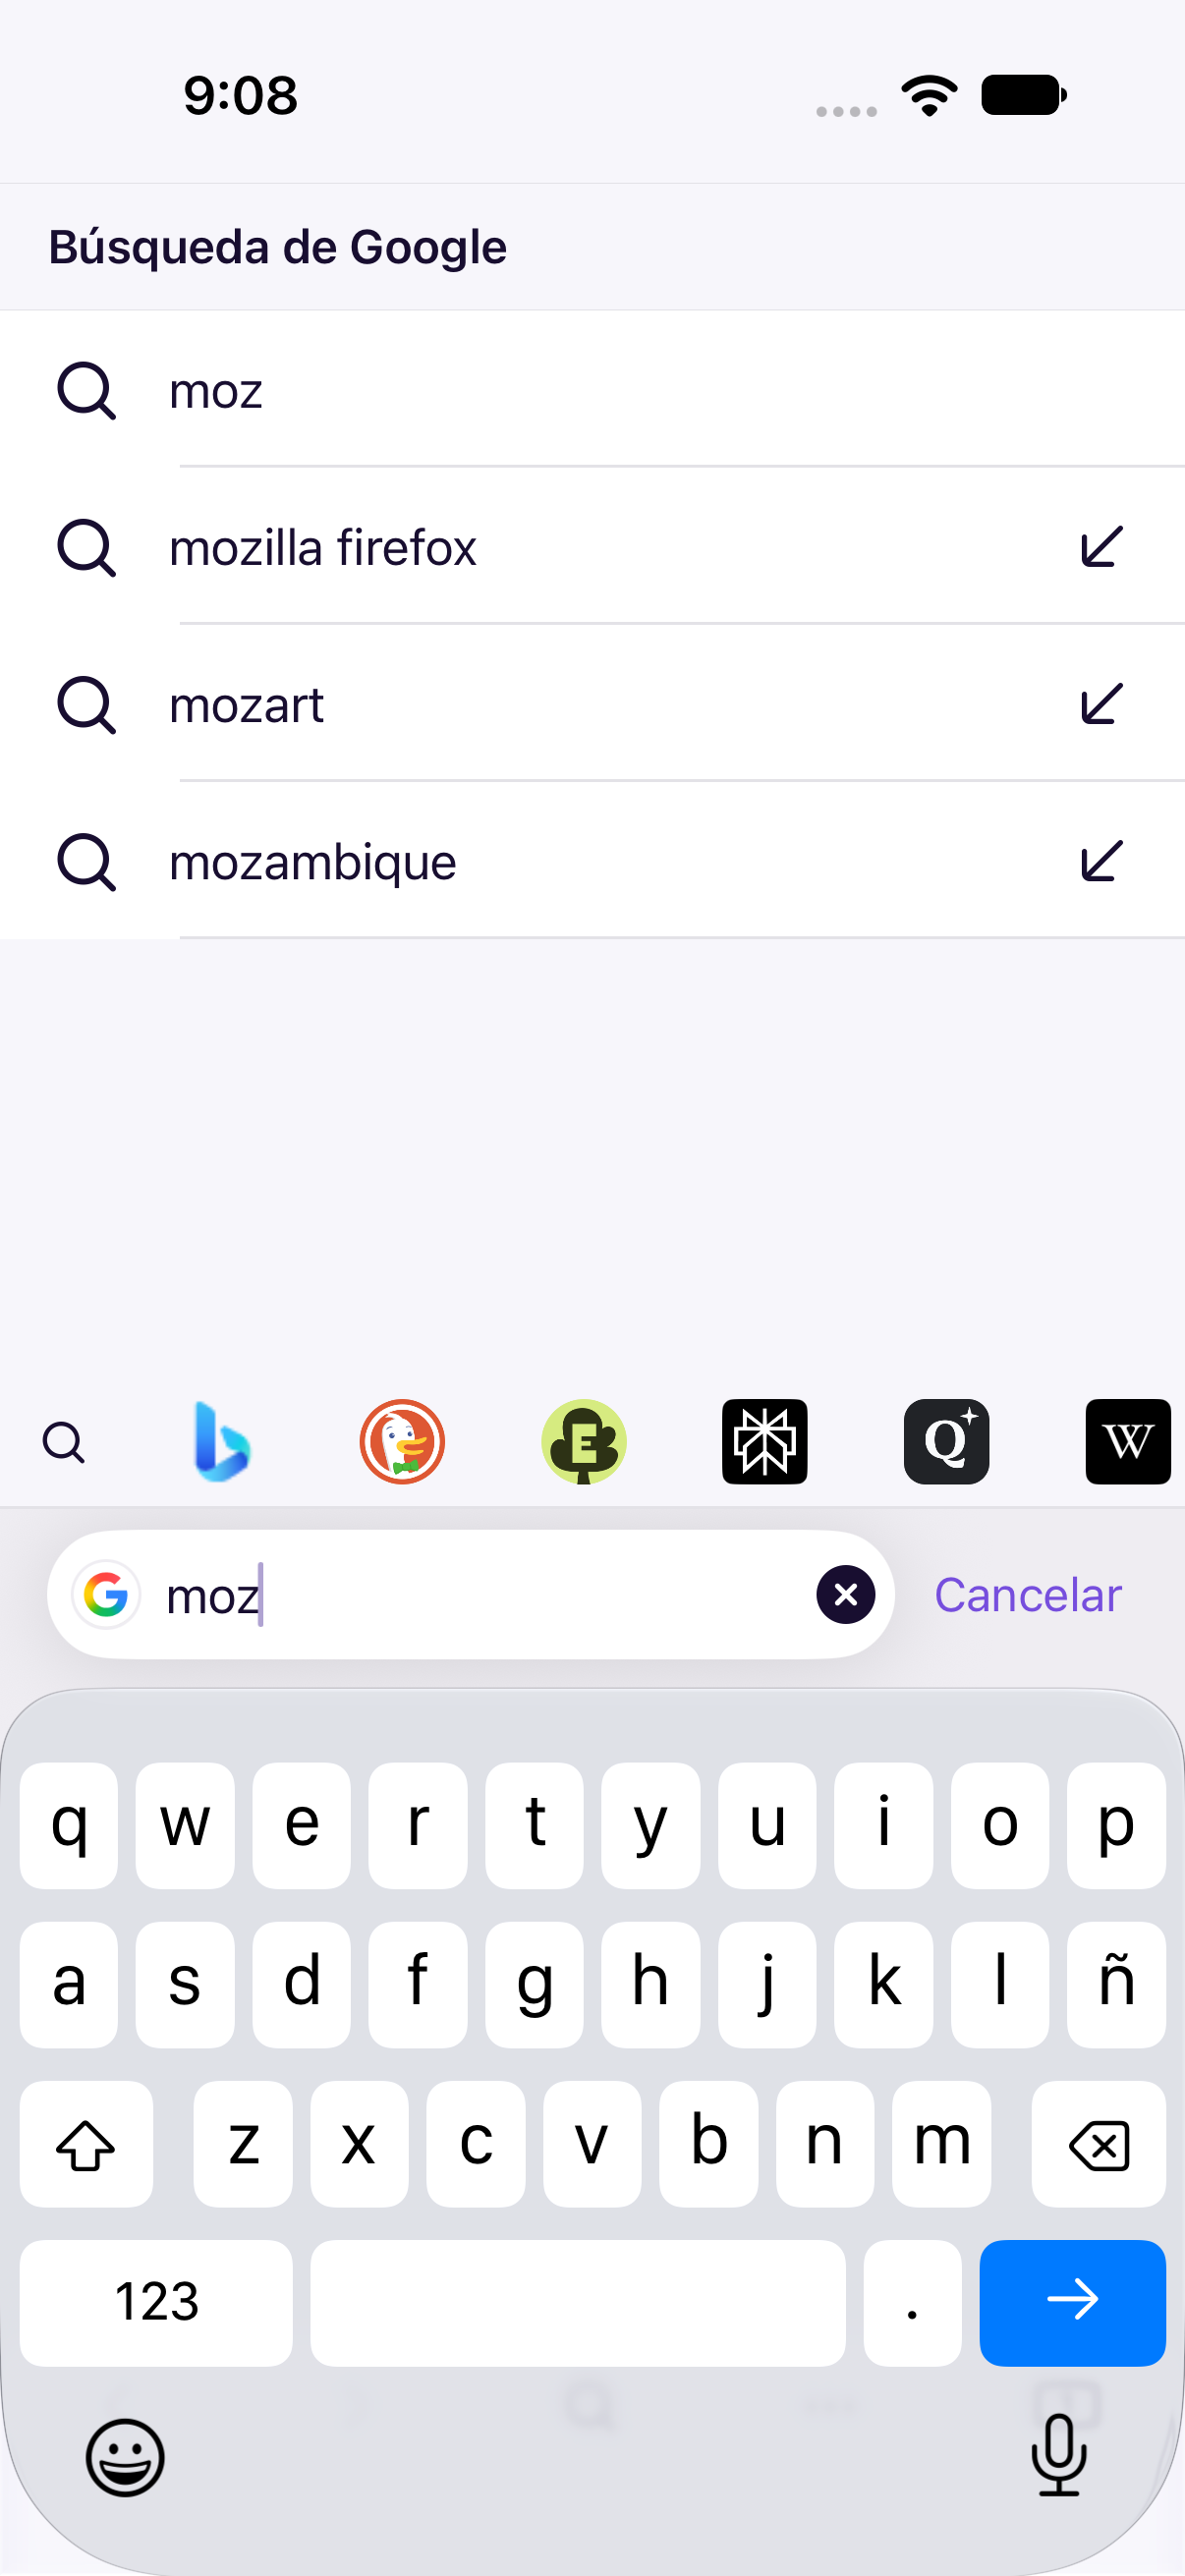 9:08
Búsqueda de Google
moz
mozilla firefox
mozart
mozambique
E
Q
W
G
moz
Cancelar
q w e r t y u i o p
a s d f g h j k l ñ
z x c v b n m
123 .